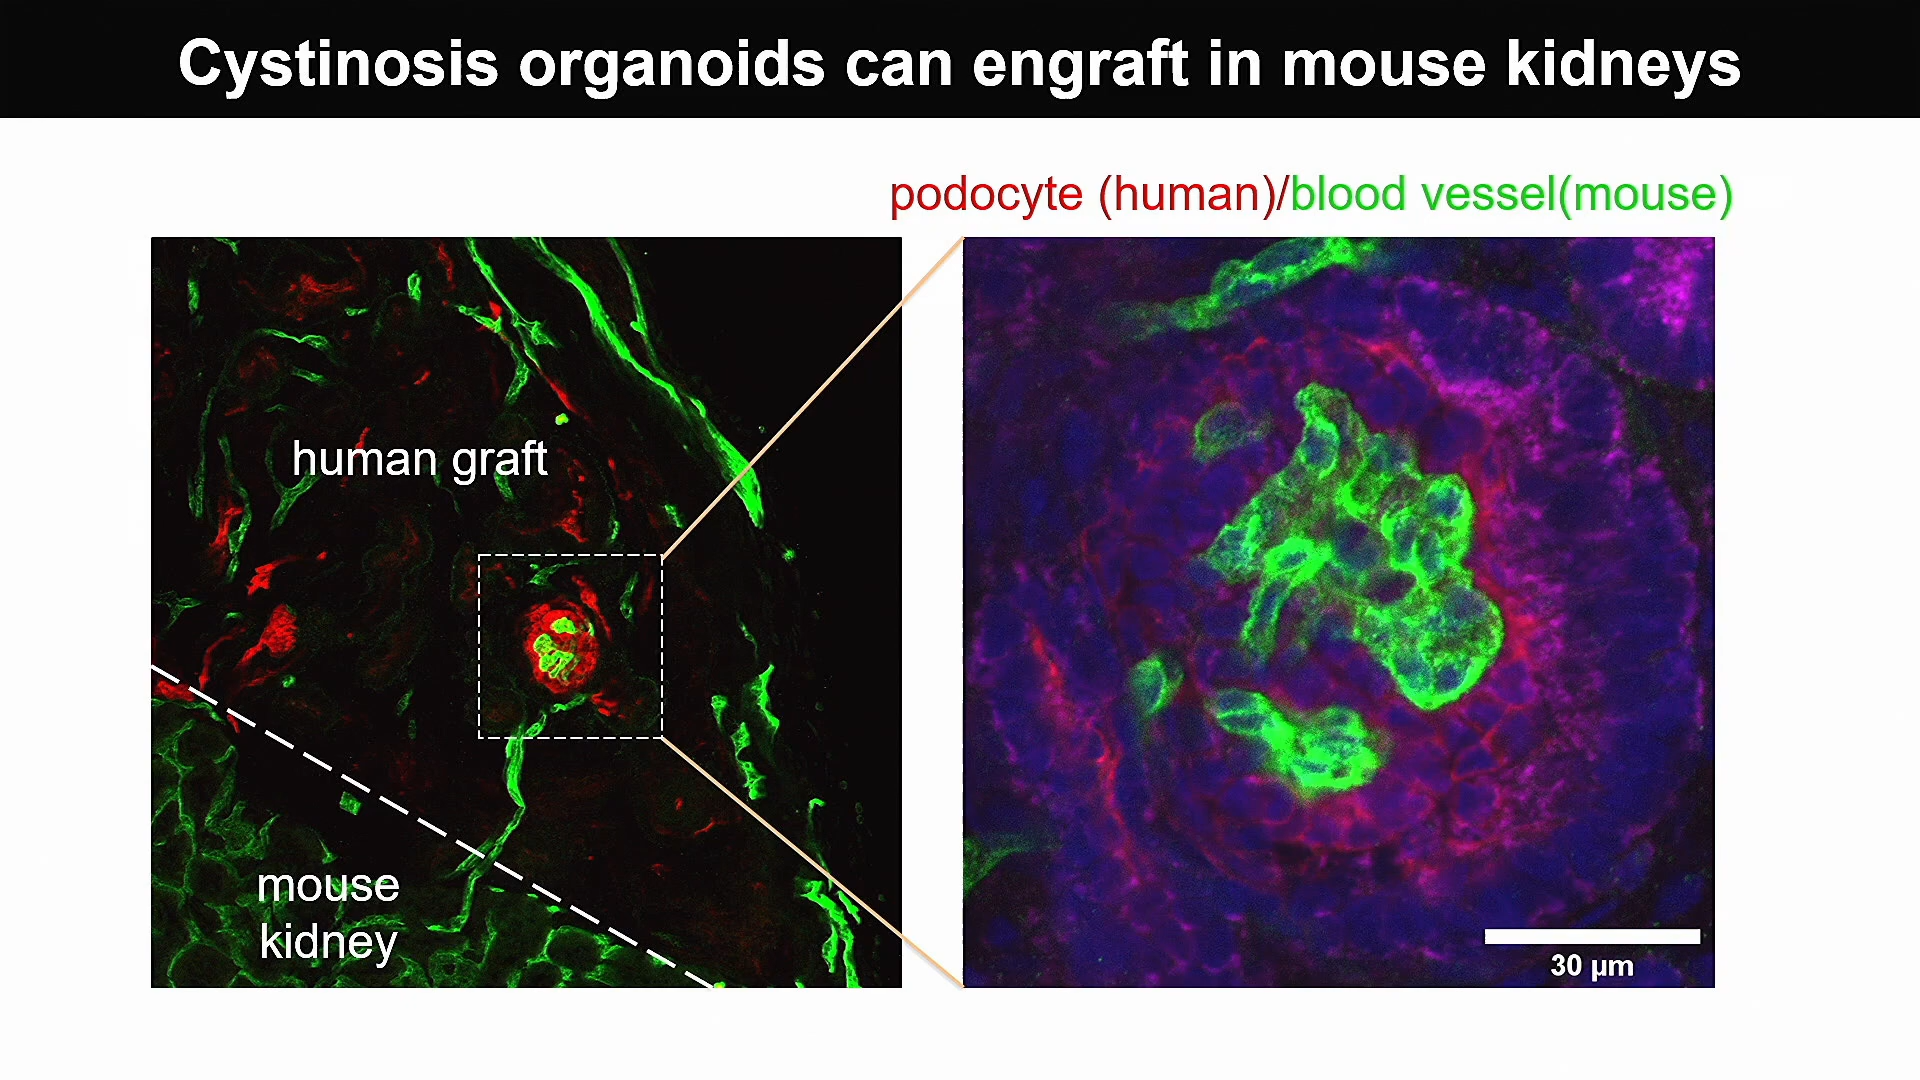 Cystinosis organoids can engraft in mouse kidneys
podocyte (human)/blood vessel(mouse)
human graft
mouse
kidney
30 µm